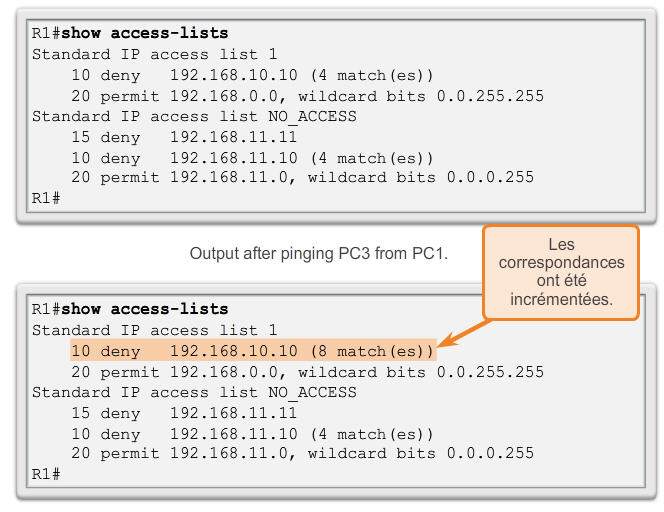 R1#show access-lists
Standard IP access list 1
10 deny 192.168.10.10 (4 match(es))
20 permit 192.168.0.0, wildcard bits 0.0.255.255
Standard IP access list NO_ACCESS
15 deny 192.168.11.11
10 deny 192.168.11.10 (4 match(es))
20 permit 192.168.11.0, wildcard bits 0.0.0.255
R1#
Output after pinging PC3 from PC1.
Les
correspondances
ont été
incrémentées.
R1#show access-lists
Standard IP access list 1
10 deny 192.168.10.10 (8 match(es))
20 permit 192.168.0.0, wildcard bits 0.0.255.255
Standard IP access list NO_ACCESS
15 deny 192.168.11.11
10 deny 192.168.11.10 (4 match(es))
20 permit 192.168.11.0, wildcard bits 0.0.0.255
R1#